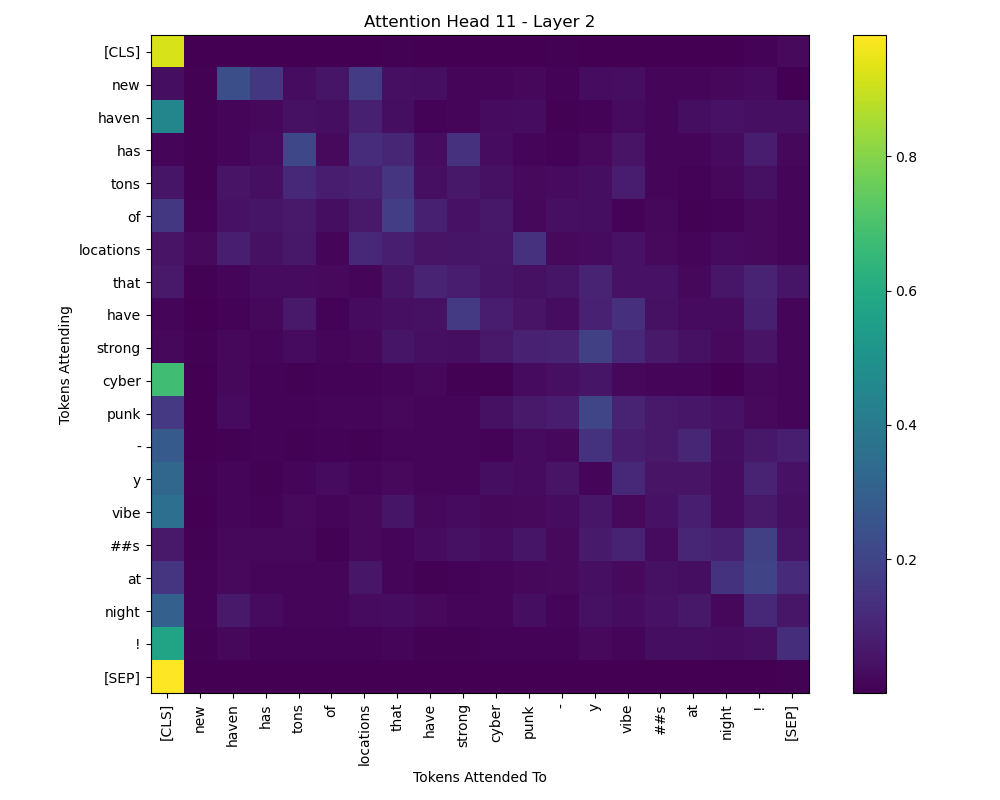 Attention Head 11 - Layer 2
Tokens Attending
[CLS]
new
haven
has
tons
of
locations
that
have
strong
cyber
punk
-
y
vibe
##s
at
night
!
[SEP]
[CLS]
new
haven
has
tons
of
locations
that
have
strong
cyber
punk
-
y
vibe
##s
at
night
!
[SEP]
Tokens Attended To
0.8
0.6
0.4
0.2